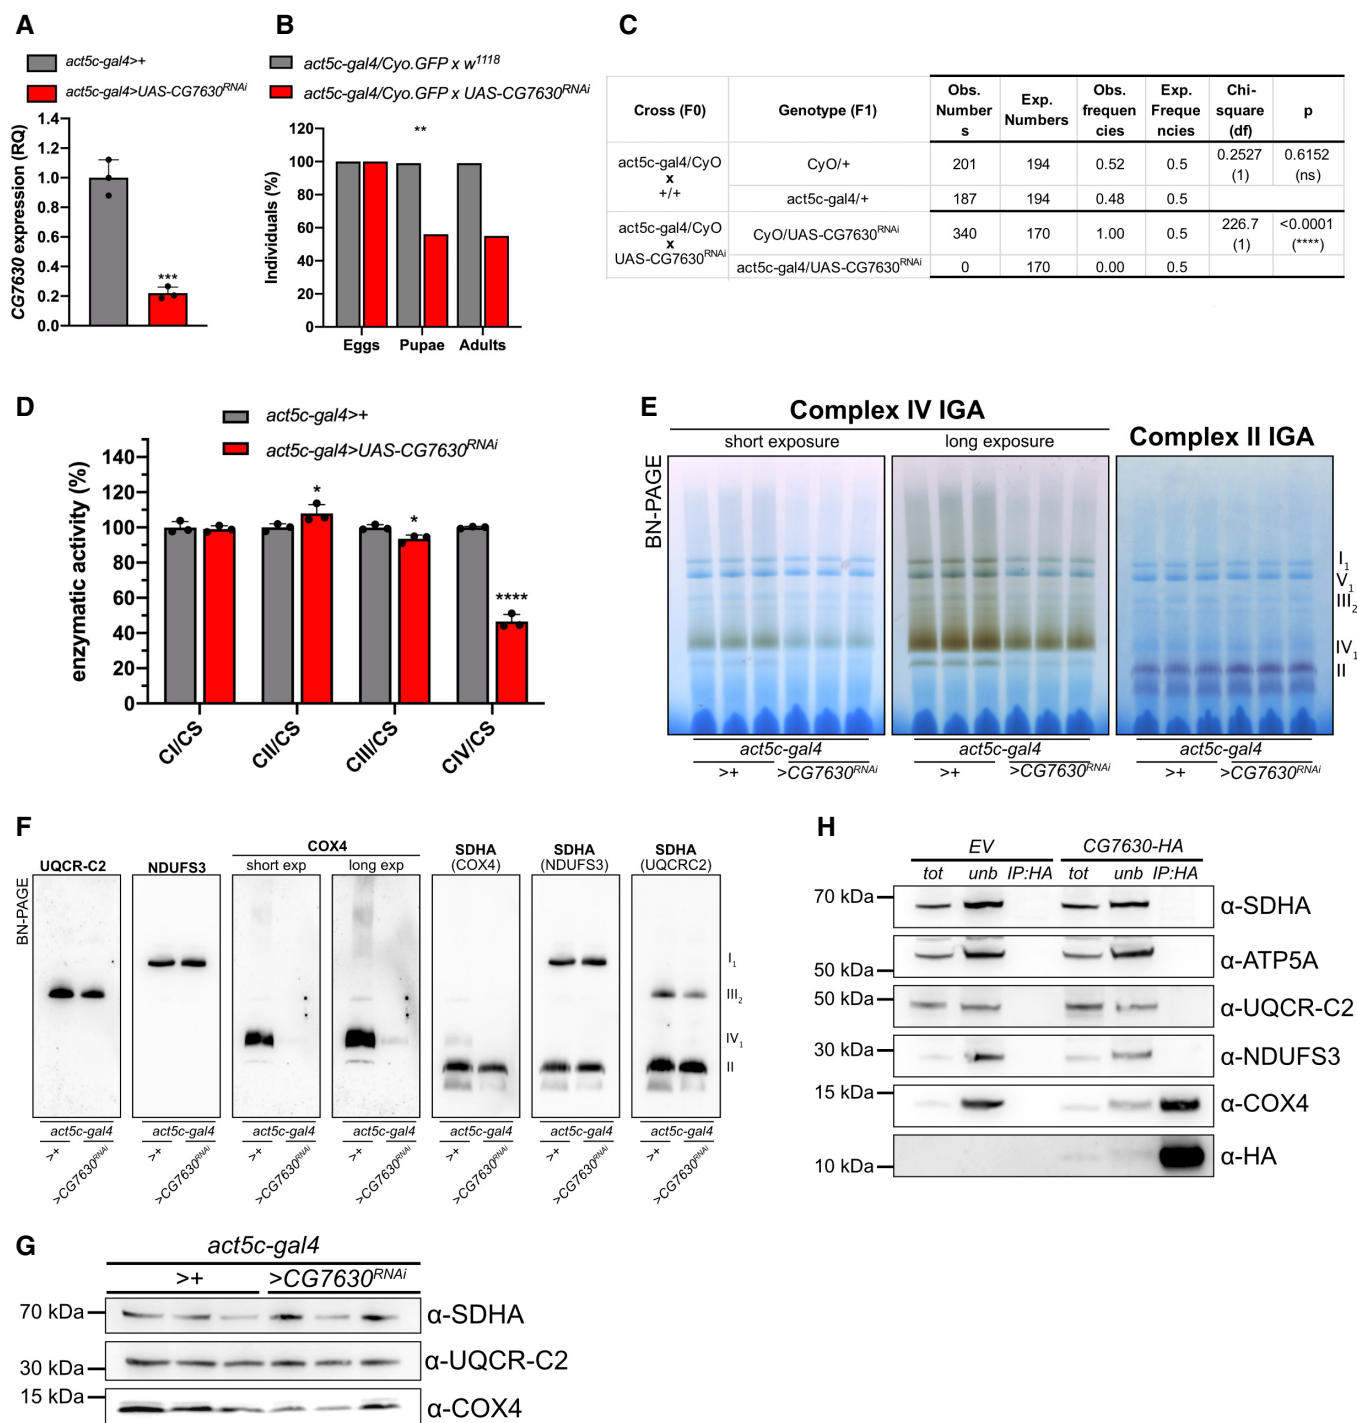 A
act5c-gal4>+
act5c-gal4>UAS-CG7630RNAi
CG7630 expression (RQ)
1.4
1.2
1.0
0.8
0.6
0.4
0.2
0.0
***
B
act5c-gal4/Cyo.GFP x w1118
act5c-gal4/Cyo.GFP x UAS-CG7630RNAi
Individuals (%)
120
100
80
60
40
20
0
**
Eggs Pupae Adults
C
Cross (F0) Genotype (F1) Obs. Numbers Exp. Numbers Obs. frequencies Exp. Frequencies Chi-square (df) p
act5c-gal4/CyO x +/+ CyO/+ 201 194 0.52 0.5 0.2527 (1) 0.6152 (ns)
act5c-gal4/+ 187 194 0.48 0.5
act5c-gal4/CyO x UAS-CG7630RNAi CyO/UAS-CG7630RNAi 340 170 1.00 0.5 226.7 (1) <0.0001 (****)
act5c-gal4/UAS-CG7630RNAi 0 170 0.00 0.5
D
act5c-gal4>+
act5c-gal4>UAS-CG7630RNAi
enzymatic activity (%)
140
120
100
80
60
40
20
0
* * ****
CI/CS CII/CS CIII/CS CIV/CS
E
Complex IV IGA
short exposure long exposure
Complex II IGA
BN-PAGE
I1
V1
III2
IV1
II
act5c-gal4 act5c-gal4 act5c-gal4
>+ >CG7630RNAi >+ >CG7630RNAi >+ >CG7630RNAi
F
UQCR-C2 NDUFS3 COX4 SDHA SDHA SDHA
short exp long exp (COX4) (NDUFS3) (UQCRC2)
BN-PAGE
I1
III2
IV1
II
act5c-gal4 act5c-gal4 act5c-gal4 act5c-gal4 act5c-gal4 act5c-gal4 act5c-gal4
>+ >CG7630RNAi >+ >CG7630RNAi >+ >CG7630RNAi >+ >CG7630RNAi >+ >CG7630RNAi >+ >CG7630RNAi >+ >CG7630RNAi
H
EV CG7630-HA
tot unb IP:HA tot unb IP:HA
70 kDa α-SDHA
α-ATP5A
50 kDa
50 kDa α-UQCR-C2
30 kDa α-NDUFS3
15 kDa α-COX4
10 kDa α-HA
G
act5c-gal4
>+ >CG7630RNAi
70 kDa α-SDHA
30 kDa α-UQCR-C2
15 kDa α-COX4